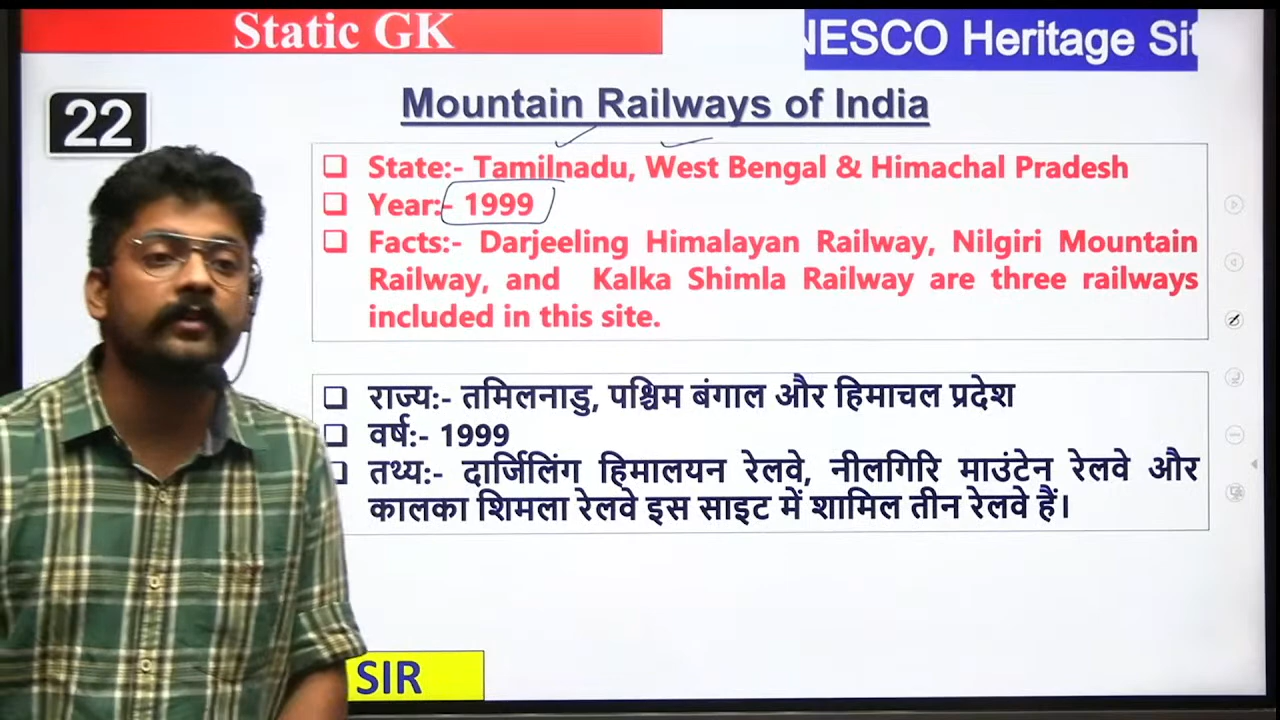 Static GK
NESCO Heritage Sit
22
Mountain Railways of India
State:- Tamilnadu, West Bengal & Himachal Pradesh
Year:- 1999
Facts:- Darjeeling Himalayan Railway, Nilgiri Mountain
Railway, and Kalka Shimla Railway are three railways
included in this site.
राज्य:- तमिलनाडु, पश्चिम बंगाल और हिमाचल प्रदेश
वर्ष:- 1999
तथ्य:- दार्जिलिंग हिमालयन रेलवे, नीलगिरि माउंटेन रेलवे और
कालका शिमला रेलवे इस साइट में शामिल तीन रेलवे हैं।
SIR